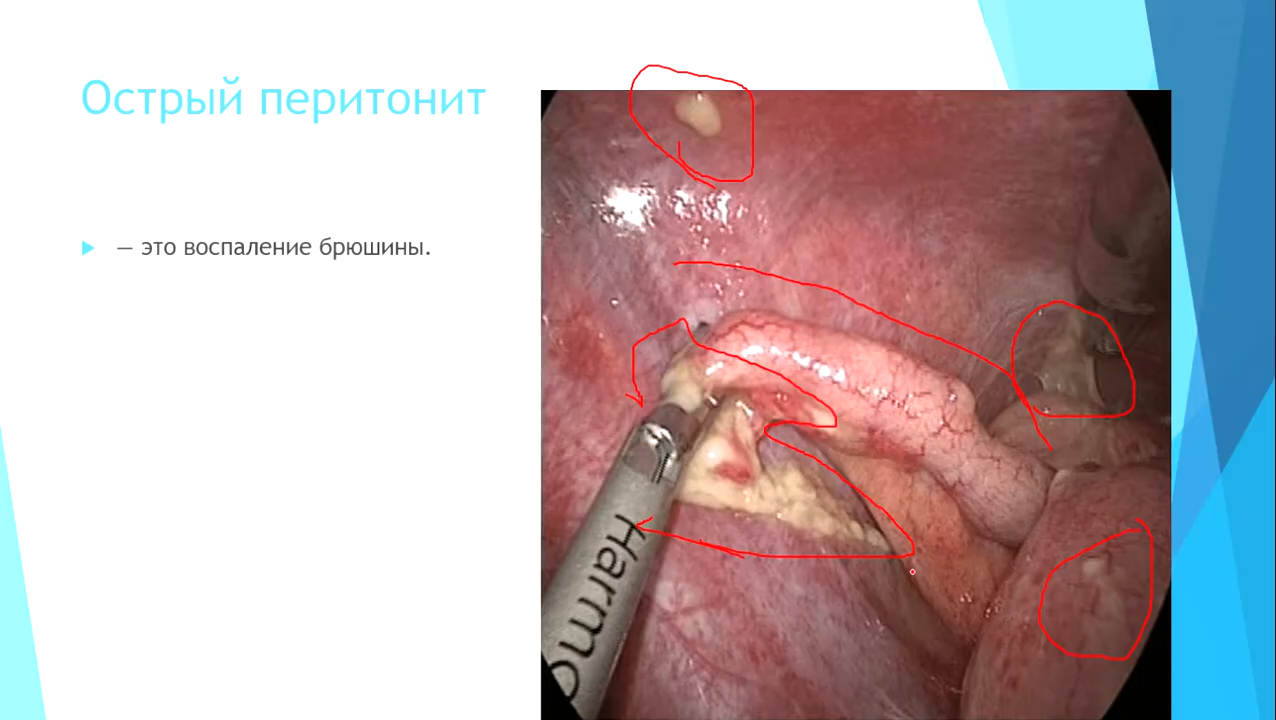 Острый перитонит
— это воспаление брюшины.
Harmo